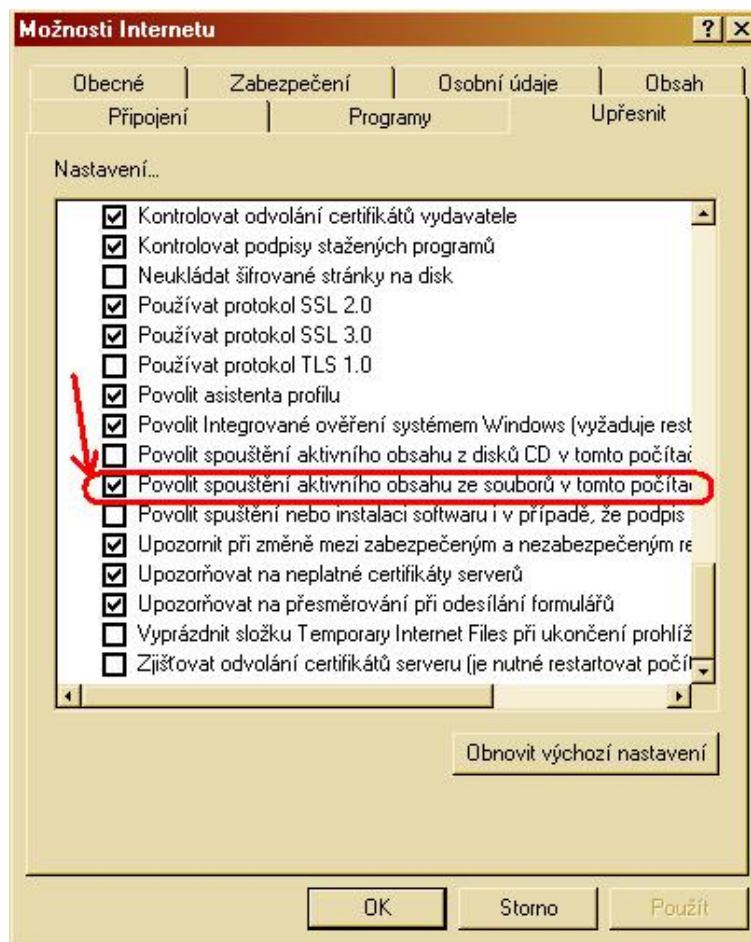 Možnosti Internetu
Obecné Zabezpečení Osobní údaje Obsah
Připojení Programy Upřesnit
Nastavení...
Kontrolovat odvolání certifikátů vydavatele
Kontrolovat podpisy stažených programů
Neukládat šifrované stránky na disk
Používat protokol SSL 2.0
Používat protokol SSL 3.0
Používat protokol TLS 1.0
Povolit asistenta profilu
Povolit Integrované ověření systémem Windows (vyžaduje rest
Povolit spouštění aktivního obsahu z disků CD v tomto počítač
Povolit spouštění aktivního obsahu ze souborů v tomto počíta
Povolit spuštění nebo instalaci softwaru i v případě, že podpis
Upozornit při změně mezi zabezpečeným a nezabezpečeným re
Upozorňovat na neplatné certifikáty serverů
Upozorňovat na přesměrování při odesílání formulářů
Vyprázdnit složku Temporary Internet Files při ukončení prohlíž
Zjišťovat odvolání certifikátů serveru (je nutné restartovat počít
Obnovit výchozí nastavení
OK Storno Použít